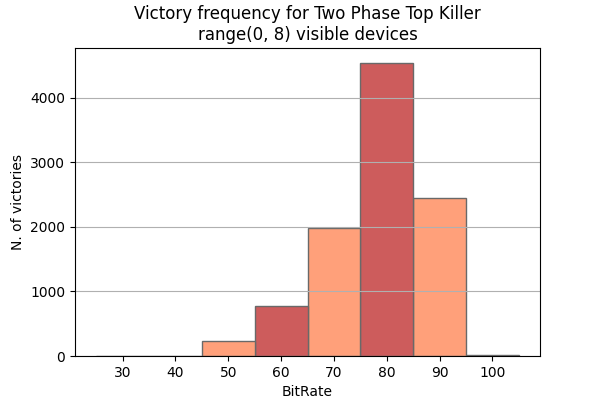 Victory frequency for Two Phase Top Killer
range(0, 8) visible devices
N. of victories
4000
3000
2000
1000
0
30 40 50 60 70 80 90 100
BitRate